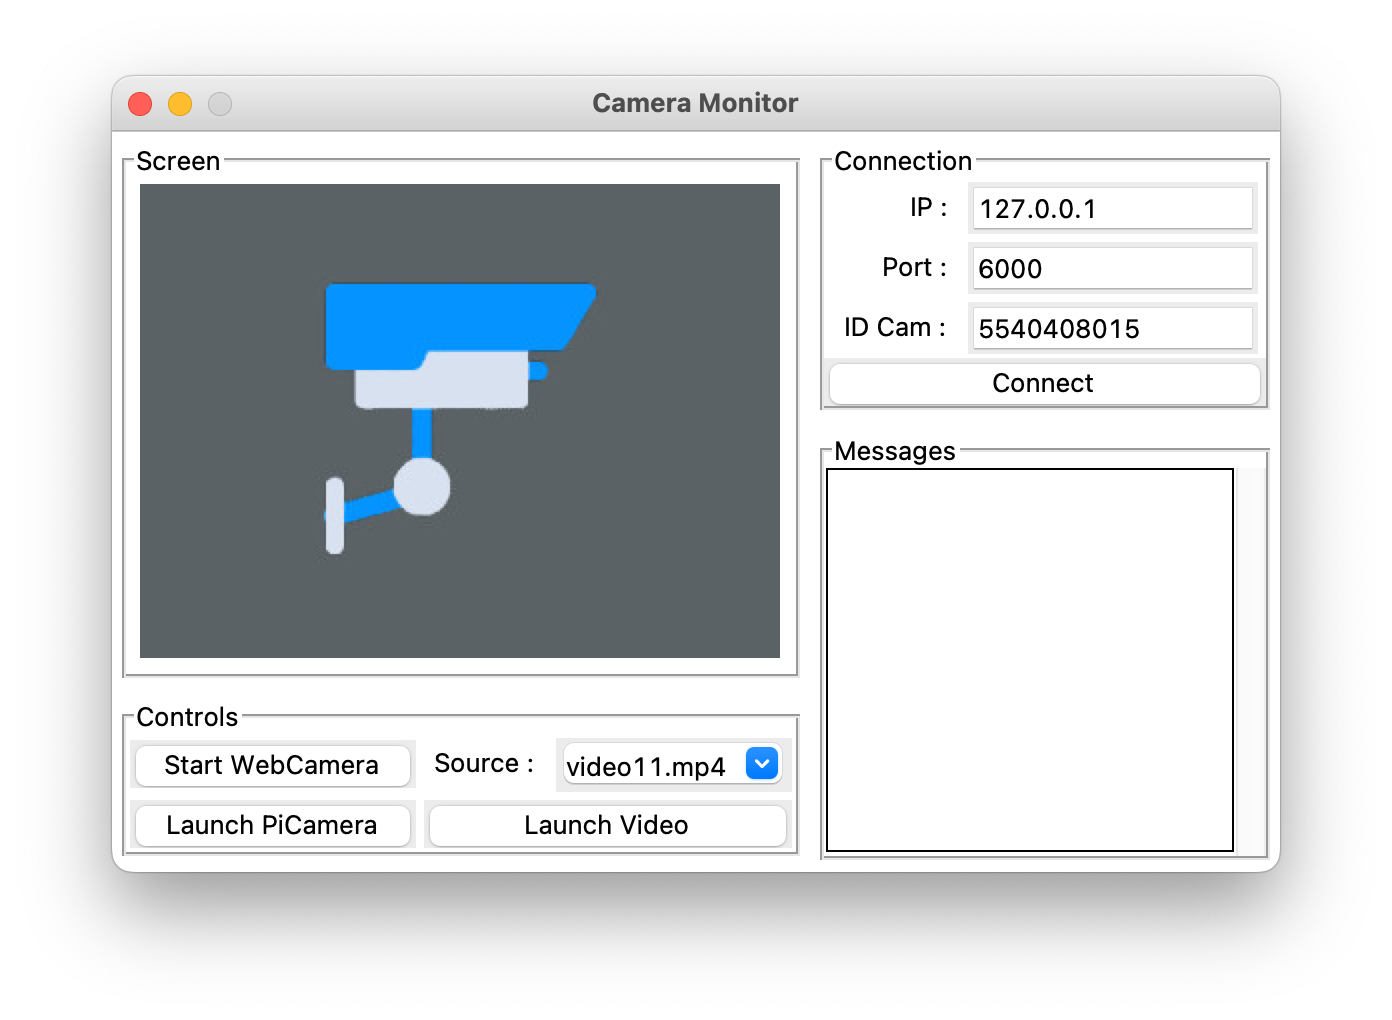 Camera Monitor
Screen
Connection
IP :
127.0.0.1
Port :
6000
ID Cam :
5540408015
Connect
Messages
Controls
Start WebCamera
Source :
video11.mp4
Launch PiCamera
Launch Video